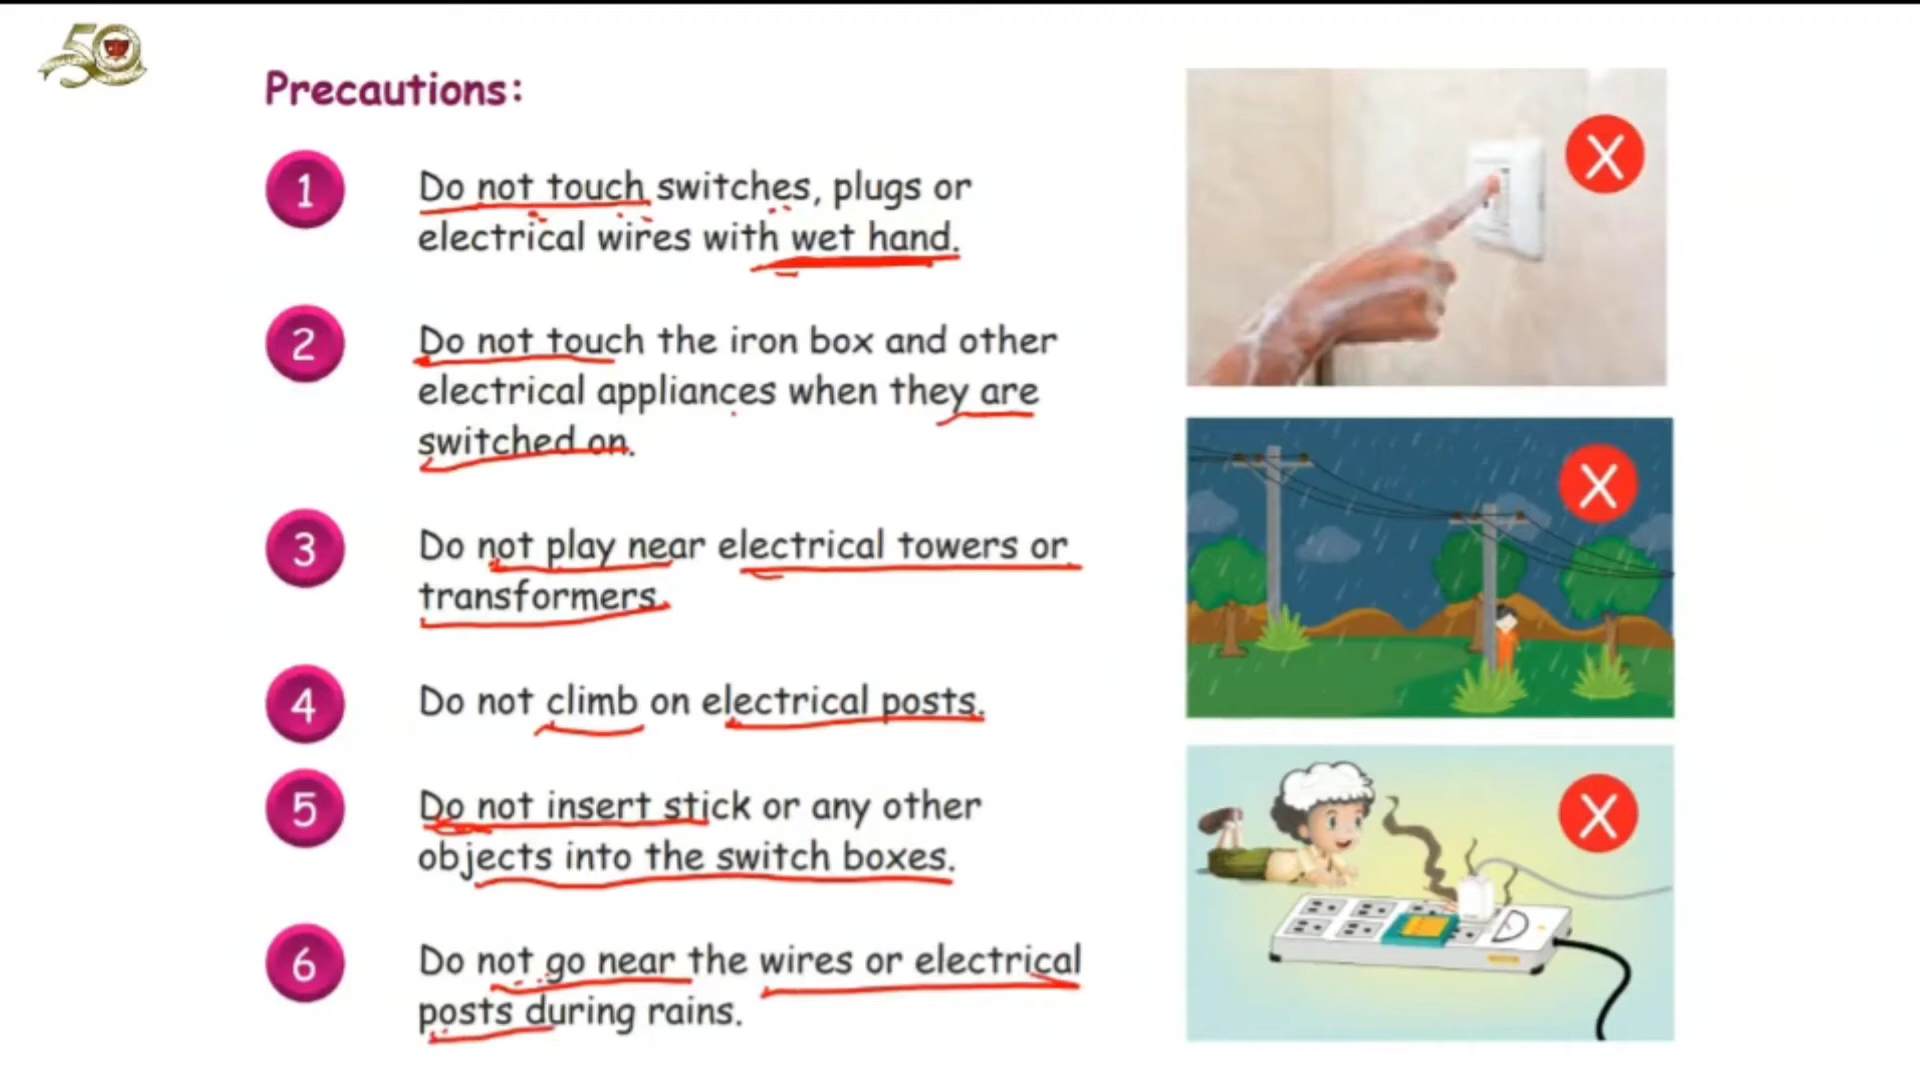 50
Precautions:
1
Do not touch switches, plugs or
electrical wires with wet hand.
2
Do not touch the iron box and other
electrical appliances when they are
switched on.
3
Do not play near electrical towers or
transformers.
4
Do not climb on electrical posts.
5
Do not insert stick or any other
objects into the switch boxes.
6
Do not go near the wires or electrical
posts during rains.
X
X
X